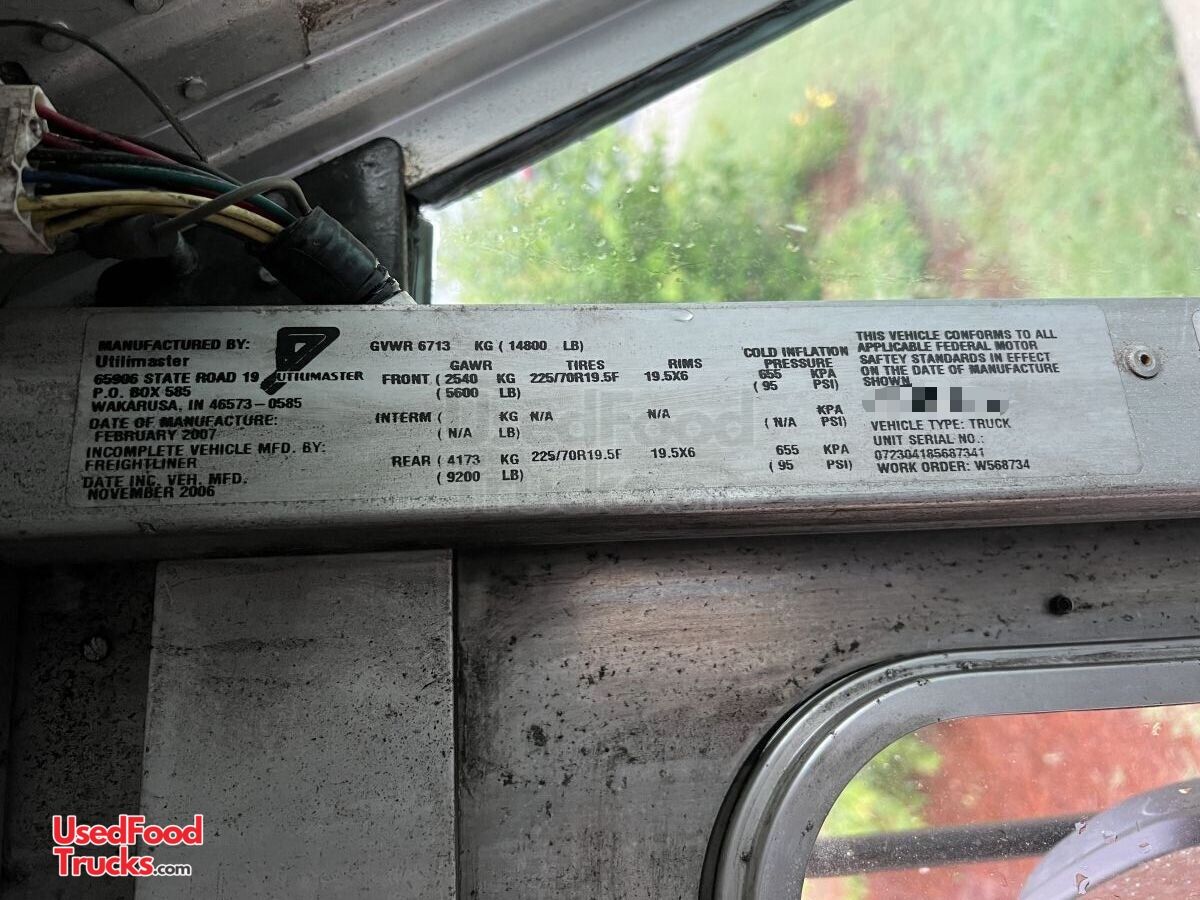 MANUFACTURED BY:
Utilimaster
65906 STATE ROAD 19
P.O. BOX 585
WAKARUSA, IN 46573-0585
DATE OF MANUFACTURE:
FEBRUARY 2007
INCOMPLETE VEHICLE MFD. BY:
FREIGHTLINER
DATE INC. VEH. MFD.
NOVEMBER 2006
UTILIMASTER
GVWR 6713 KG ( 14800 LB)
GAWR TIRES RIMS COLD INFLATION PRESSURE
FRONT ( 2540 KG 225/70R19.5F 19.5X6 655 KPA
( 5600 LB) ( 95 PSI)
INTERM ( KG N/A N/A KPA
( N/A LB) ( N/A PSI)
REAR ( 4173 KG 225/70R19.5F 19.5X6 655 KPA
( 9200 LB) ( 95 PSI)
THIS VEHICLE CONFORMS TO ALL
APPLICABLE FEDERAL MOTOR
SAFTEY STANDARDS IN EFFECT
ON THE DATE OF MANUFACTURE
SHOWN
VEHICLE TYPE: TRUCK
UNIT SERIAL NO.:
072304185687341
WORK ORDER: W568734
UsedFood
Trucks.com